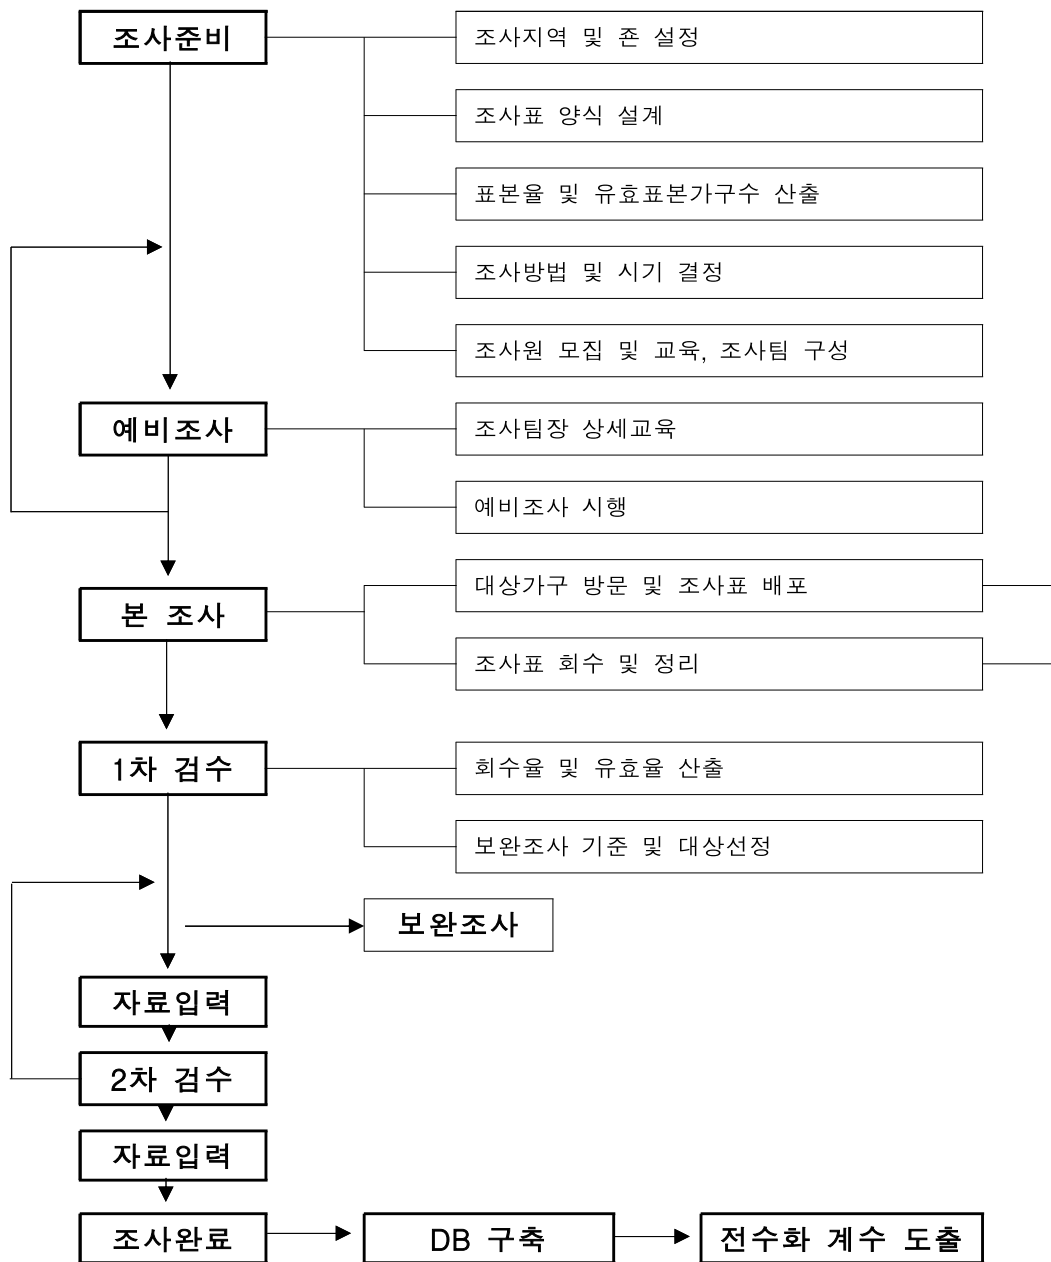 조사준비
조사지역 및 죤 설정
조사표 양식 설계
표본율 및 유효표본가구수 산출
조사방법 및 시기 결정
조사원 모집 및 교육, 조사팀 구성
예비조사
조사팀장 상세교육
예비조사 시행
본 조사
대상가구 방문 및 조사표 배포
조사표 회수 및 정리
1차 검수
회수율 및 유효율 산출
보완조사 기준 및 대상선정
보완조사
자료입력
2차 검수
자료입력
조사완료
DB 구축
전수화 계수 도출